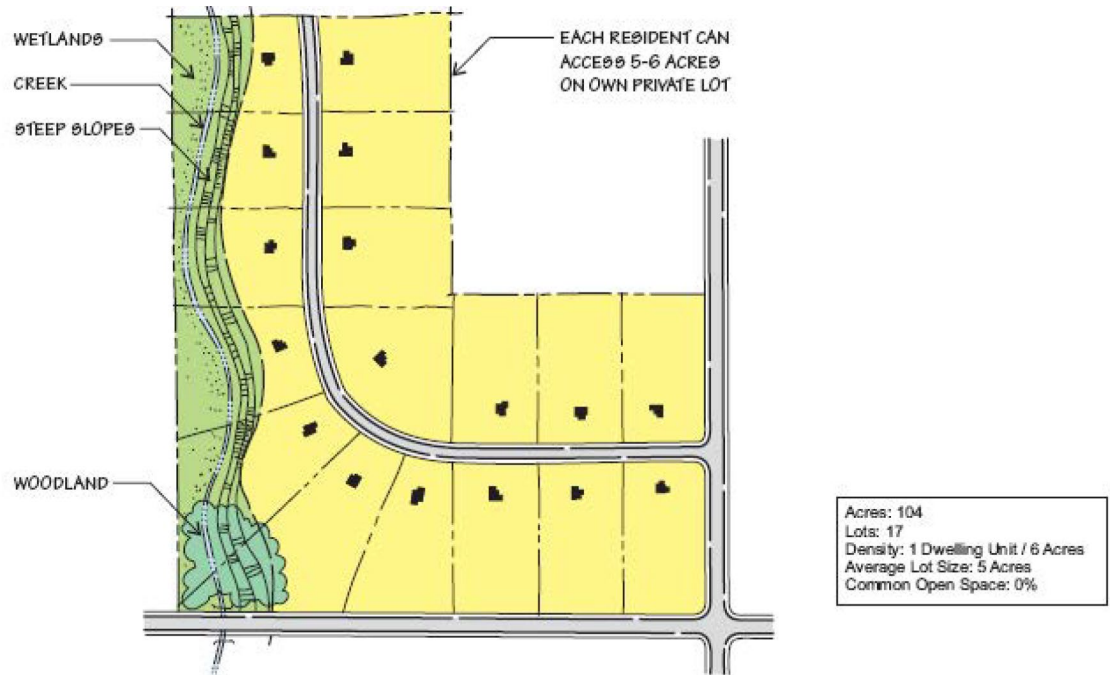 WETLANDS
CREEK
STEEP SLOPES
WOODLAND
EACH RESIDENT CAN
ACCESS 5-6 ACRES
ON OWN PRIVATE LOT
Acres: 104
Lots: 17
Density: 1 Dwelling Unit / 6 Acres
Average Lot Size: 5 Acres
Common Open Space: 0%